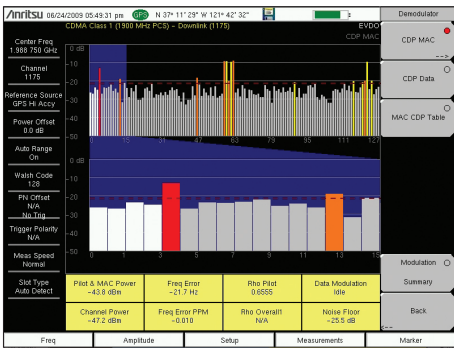 Anritsu 06/24/2009 05:49:31 pm GPS N 37° 11' 29" W 121° 42' 32"
Demodulator
CDMA Class 1 (1900 MHz PCS) – Downlink (1175)
EVDO
CDP MAC
Center Freq
1.988 750 GHz
Channel
1175
Reference Source
GPS Hi Accy
Power Offset
0.0 dB
Auto Range
On
Walsh Code
128
PN Offset
N/A
No Trig
Trigger Polarity
N/A
Meas Speed
Normal
Slot Type
Auto Detect
0 dB
-10
-20
-30
-40
-50
0 15 31 47 63 79 95 111 127
0 dB
-10
-20
-30
-40
-50
0 1 3 5 7 9 11 13 15
Pilot & MAC Power
-43.8 dBm
Freq Error
-21.7 Hz
Rho Pilot
0.6555
Data Modulation
Idle
Channel Power
-47.2 dBm
Freq Error PPM
-0.010
Rho Overall1
N/A
Noise Floor
-25.5 dB
CDP MAC
-->
CDP Data
MAC CDP Table
Modulation
Summary
Back
<--
Freq
Amplitude
Setup
Measurements
Marker